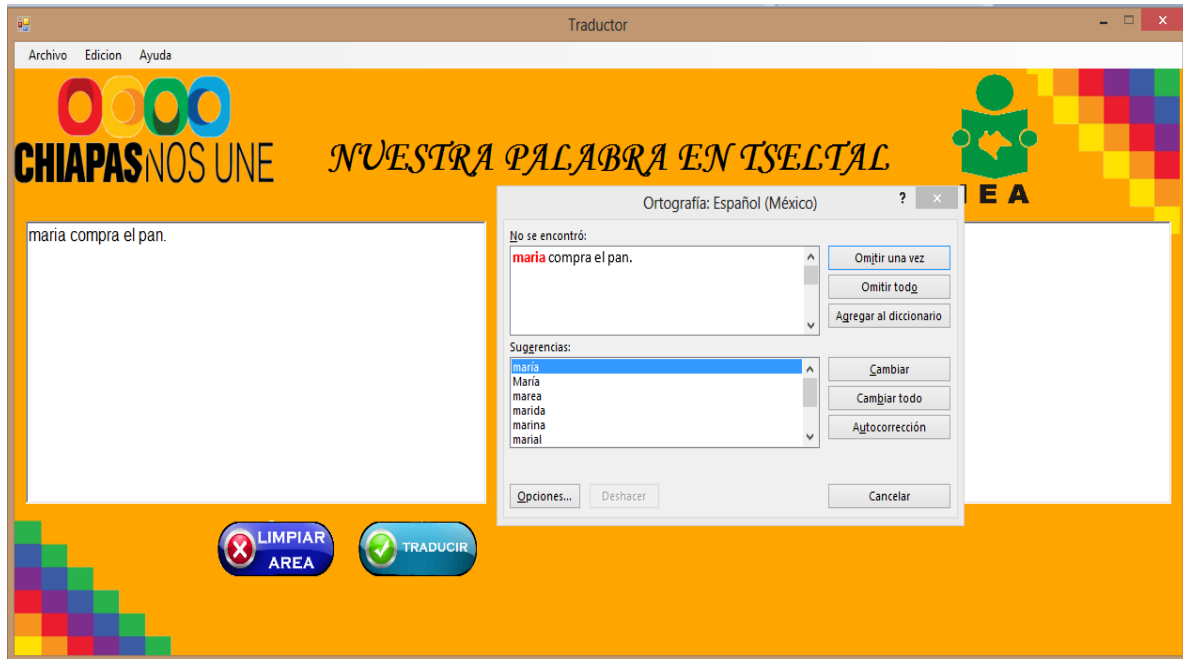 Traductor
Archivo Edicion Ayuda
CHIAPAS NOS UNE
NUESTRA PALABRA EN TSELTAL
EA
maria compra el pan.
Ortografía: Español (México)
?
x
No se encontró:
maria compra el pan.
Omitir una vez
Omitir todo
Agregar al diccionario
Sugerencias:
maría
María
marea
marida
marina
marial
Cambiar
Cambiar todo
Autocorrección
Opciones...
Deshacer
Cancelar
LIMPIAR
AREA
TRADUCIR